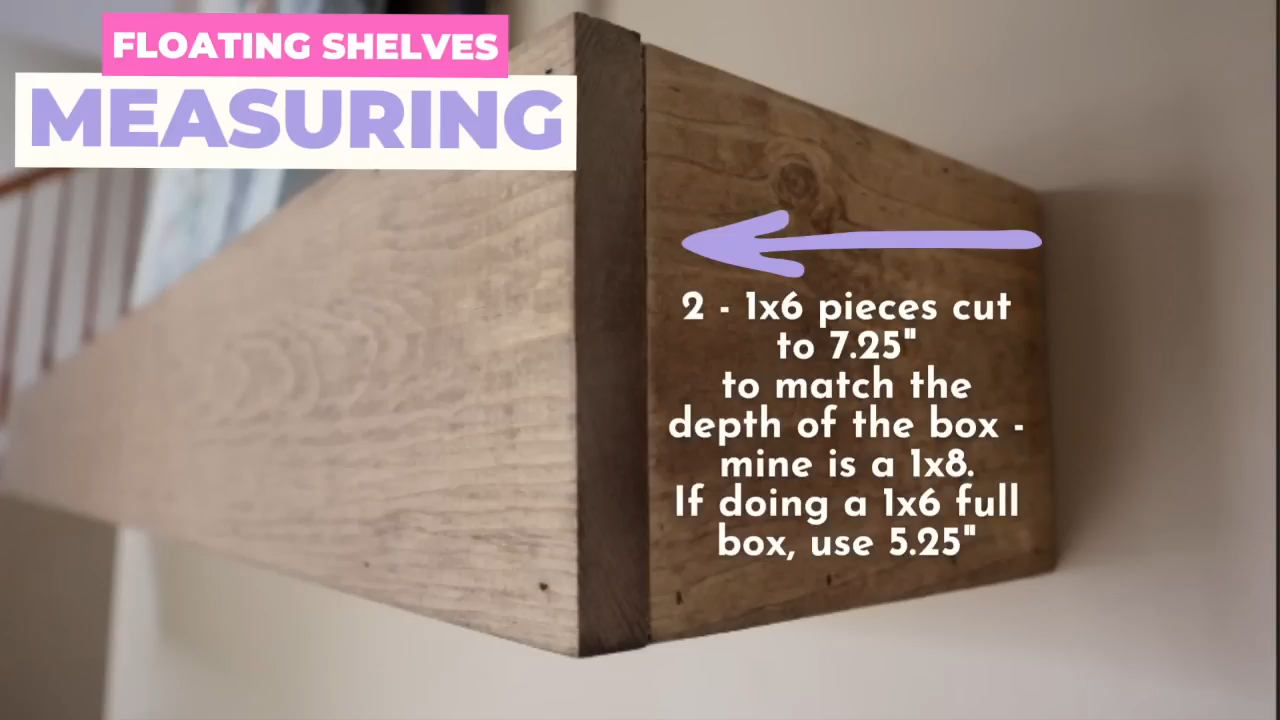 FLOATING SHELVES
MEASURING
2 - 1x6 pieces cut
to 7.25"
to match the
depth of the box -
mine is a 1x8.
If doing a 1x6 full
box, use 5.25"